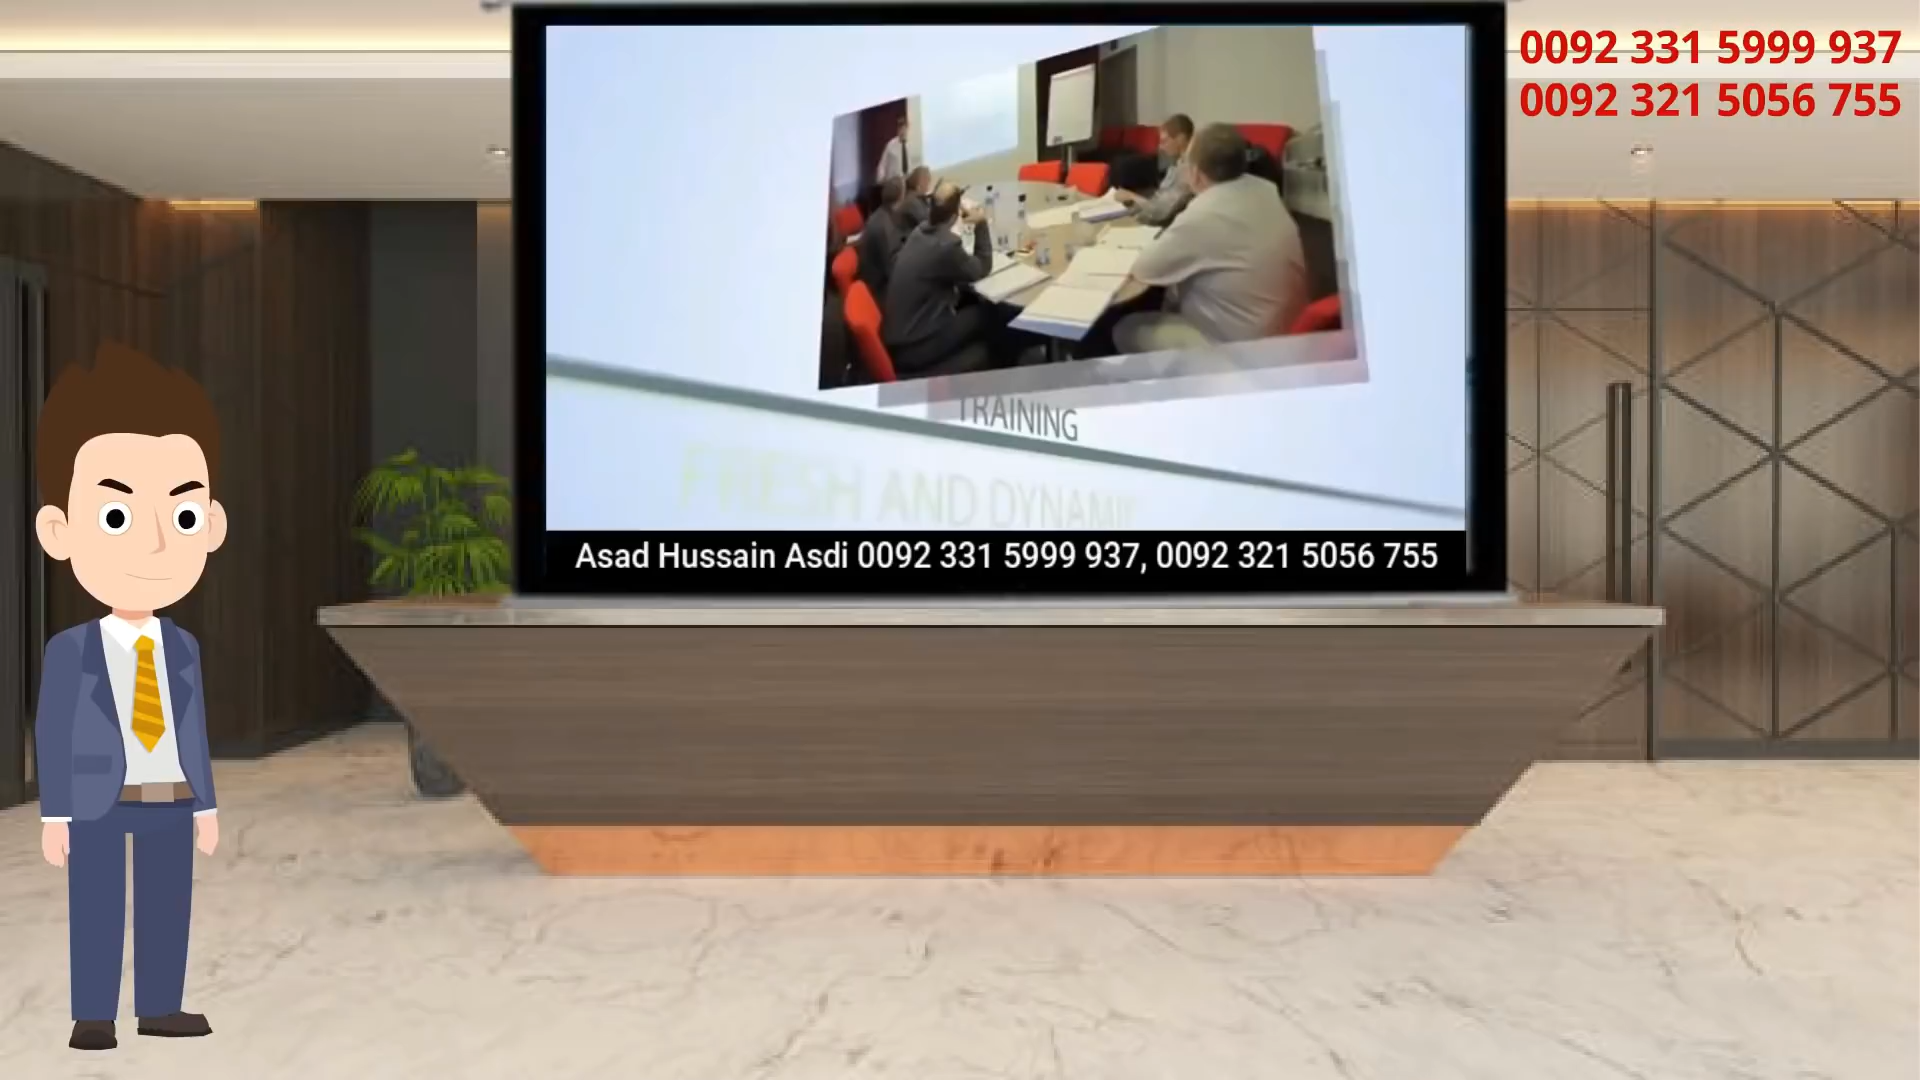 0092 331 5999 937
0092 321 5056 755
TRAINING
FRESH AND DYNAMIC
Asad Hussain Asdi 0092 331 5999 937, 0092 321 5056 755